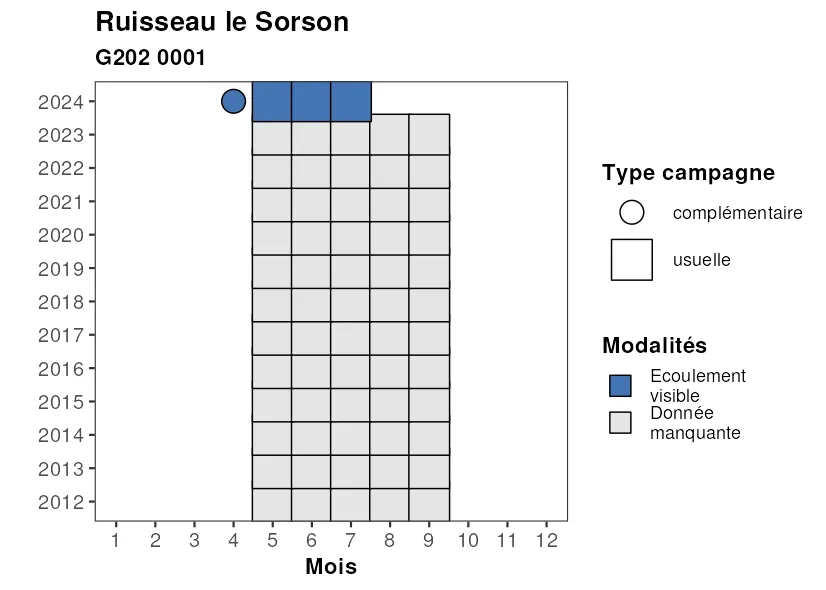 Ruisseau le Sorson
G202 0001
2024
2023
2022
2021
2020
2019
2018
2017
2016
2015
2014
2013
2012
1 2 3 4 5 6 7 8 9 10 11 12
Mois
Type campagne
complémentaire
usuelle
Modalités
Ecoulement
visible
Donnée
manquante